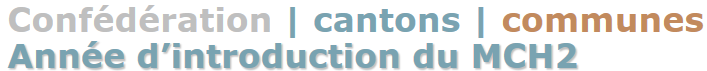 Confédération | cantons | communes
Année d’introduction du MCH2